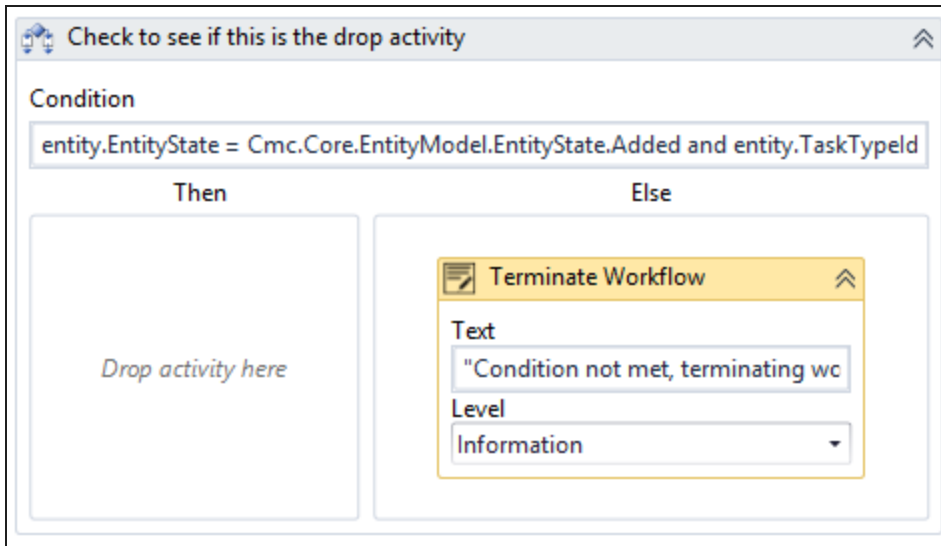 Check to see if this is the drop activity
Condition
entity.EntityState = Cmc.Core.EntityModel.EntityState.Added and entity.TaskTypeId
Then Else
Terminate Workflow
Text
"Condition not met, terminating wo
Drop activity here
Level
Information